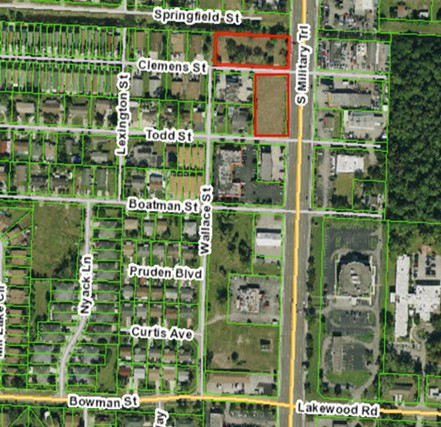 Springfield St
Clemens St
S Military Trl
Lexington St
Todd St
Boatman St
Wallace St
Pruden Blvd
Nyack Ln
Curtis Ave
Bowman St
Lakewood Rd